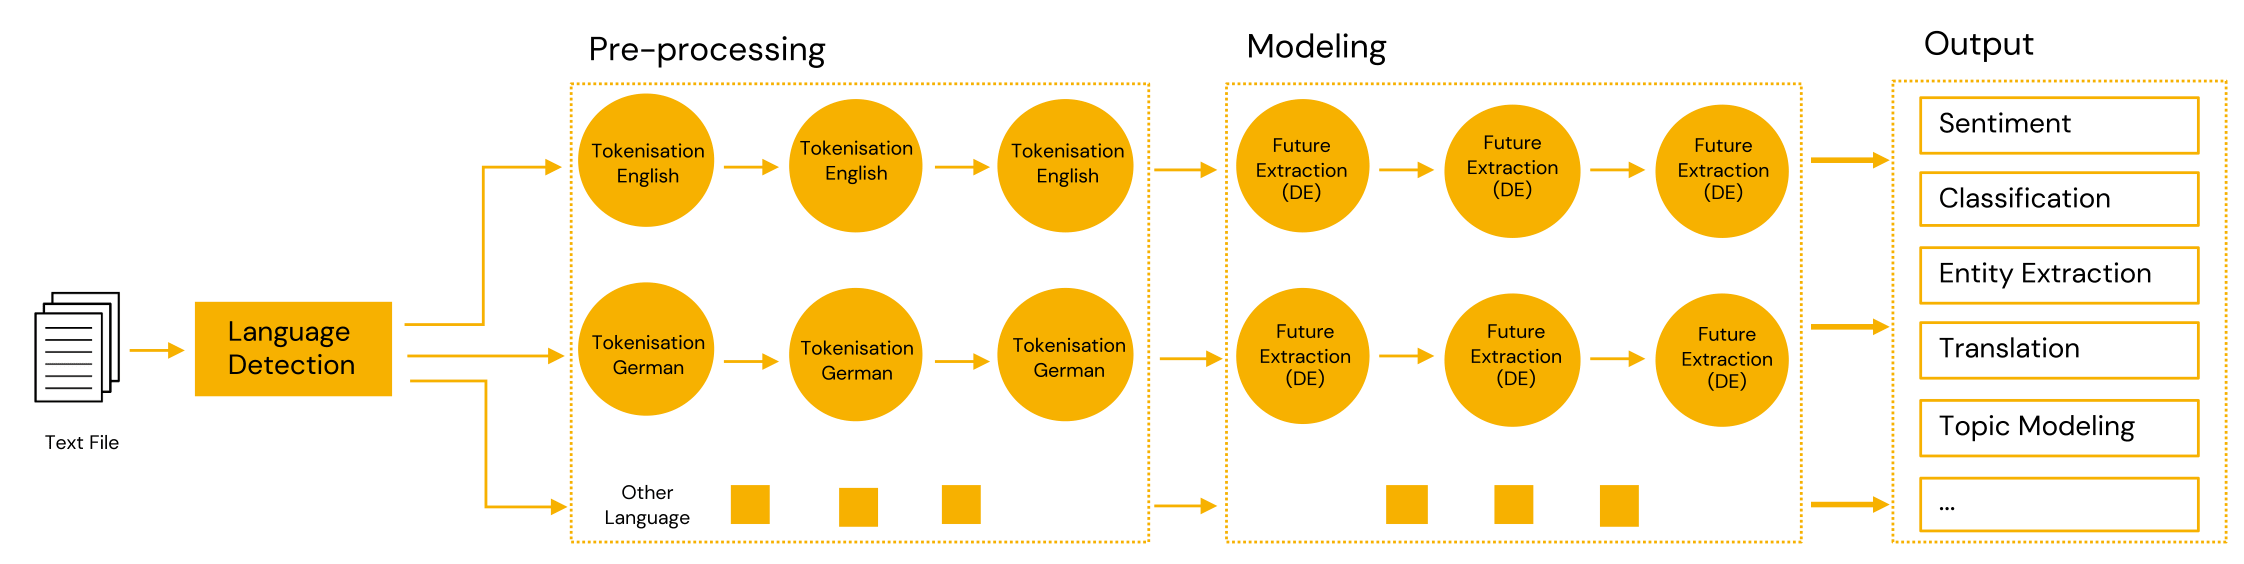 Pre-processing
Modeling
Output
Text File
Language
Detection
Tokenisation
English
Tokenisation
English
Tokenisation
English
Tokenisation
German
Tokenisation
German
Tokenisation
German
Other
Language
Future
Extraction
(DE)
Future
Extraction
(DE)
Future
Extraction
(DE)
Future
Extraction
(DE)
Future
Extraction
(DE)
Future
Extraction
(DE)
Sentiment
Classification
Entity Extraction
Translation
Topic Modeling
...